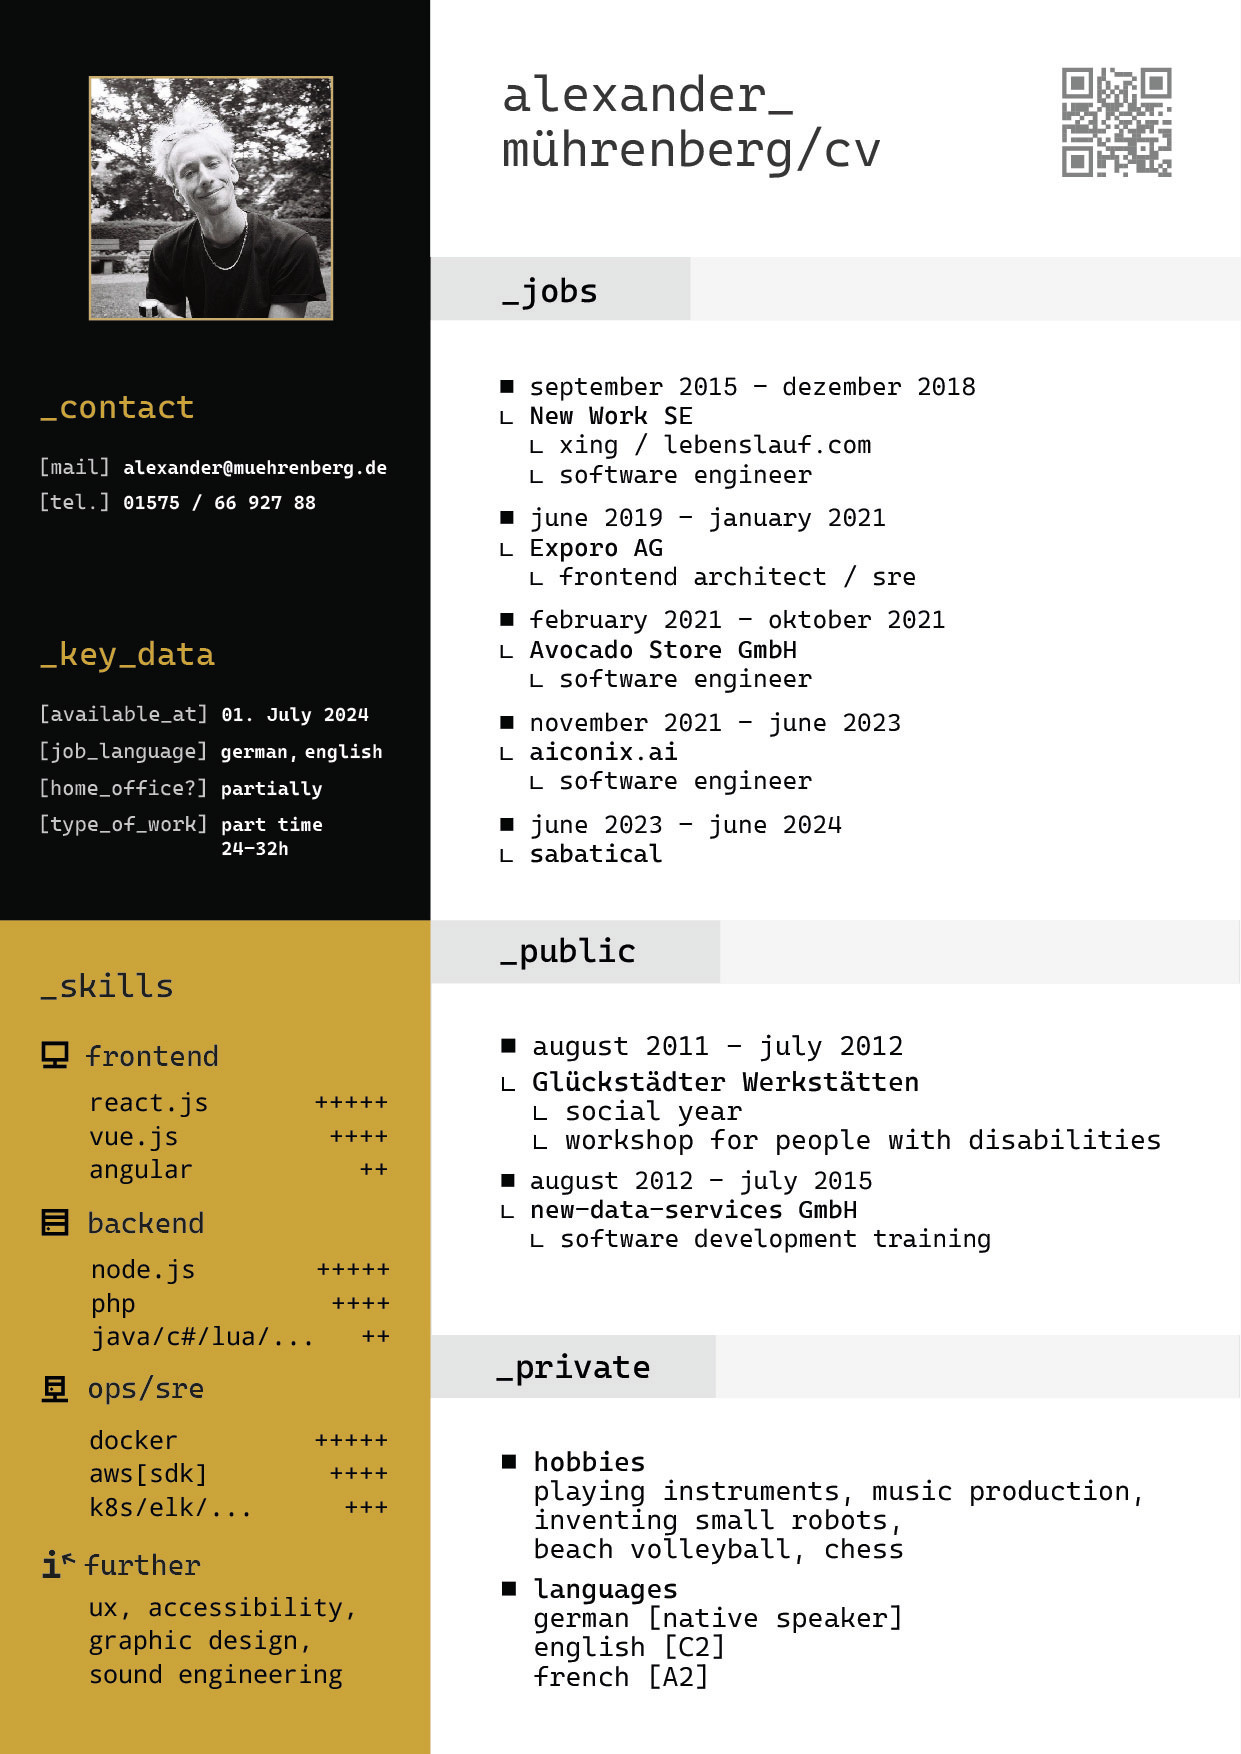 alexander_
mührenberg/cv
_contact
[mail] alexander@muehrenberg.de
[tel.] 01575 / 66 927 88
_key_data
[available_at] 01. July 2024
[job_language] german, english
[home_office?] partially
[type_of_work] part time
24-32h
_skills
frontend
react.js +++++
vue.js ++++
angular ++
backend
node.js +++++
php ++++
java/c#/lua/... ++
ops/sre
docker +++++
aws[sdk] ++++
k8s/elk/... +++
further
ux, accessibility,
graphic design,
sound engineering
_jobs
■ september 2015 - dezember 2018
∟ New Work SE
∟ xing / lebenslauf.com
∟ software engineer
■ june 2019 - january 2021
∟ Exporo AG
∟ frontend architect / sre
■ february 2021 - oktober 2021
∟ Avocado Store GmbH
∟ software engineer
■ november 2021 - june 2023
∟ aiconix.ai
∟ software engineer
■ june 2023 - june 2024
∟ sabatical
_public
■ august 2011 - july 2012
∟ Glückstädter Werkstätten
∟ social year
∟ workshop for people with disabilities
■ august 2012 - july 2015
∟ new-data-services GmbH
∟ software development training
_private
■ hobbies
playing instruments, music production,
inventing small robots,
beach volleyball, chess
■ languages
german [native speaker]
english [C2]
french [A2]